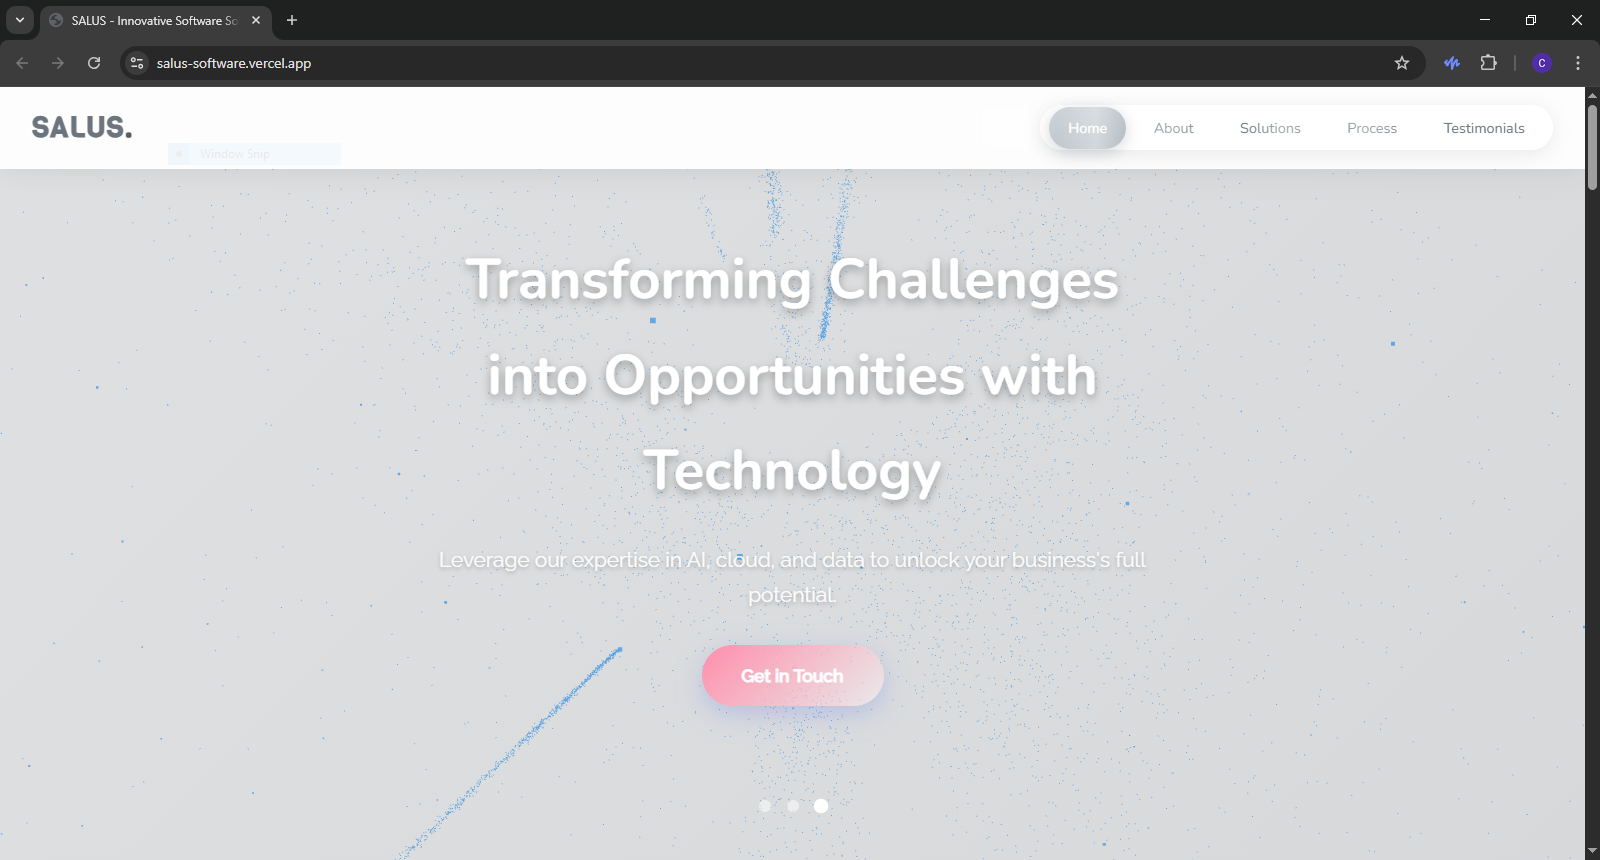 SALUS - Innovative Software So
salus-software.vercel.app
C
SALUS.
Home
About
Solutions
Process
Testimonials
Window Snip
Transforming Challenges
into Opportunities with
Technology
Leverage our expertise in AI, cloud, and data to unlock your business's full
potential.
Get in Touch